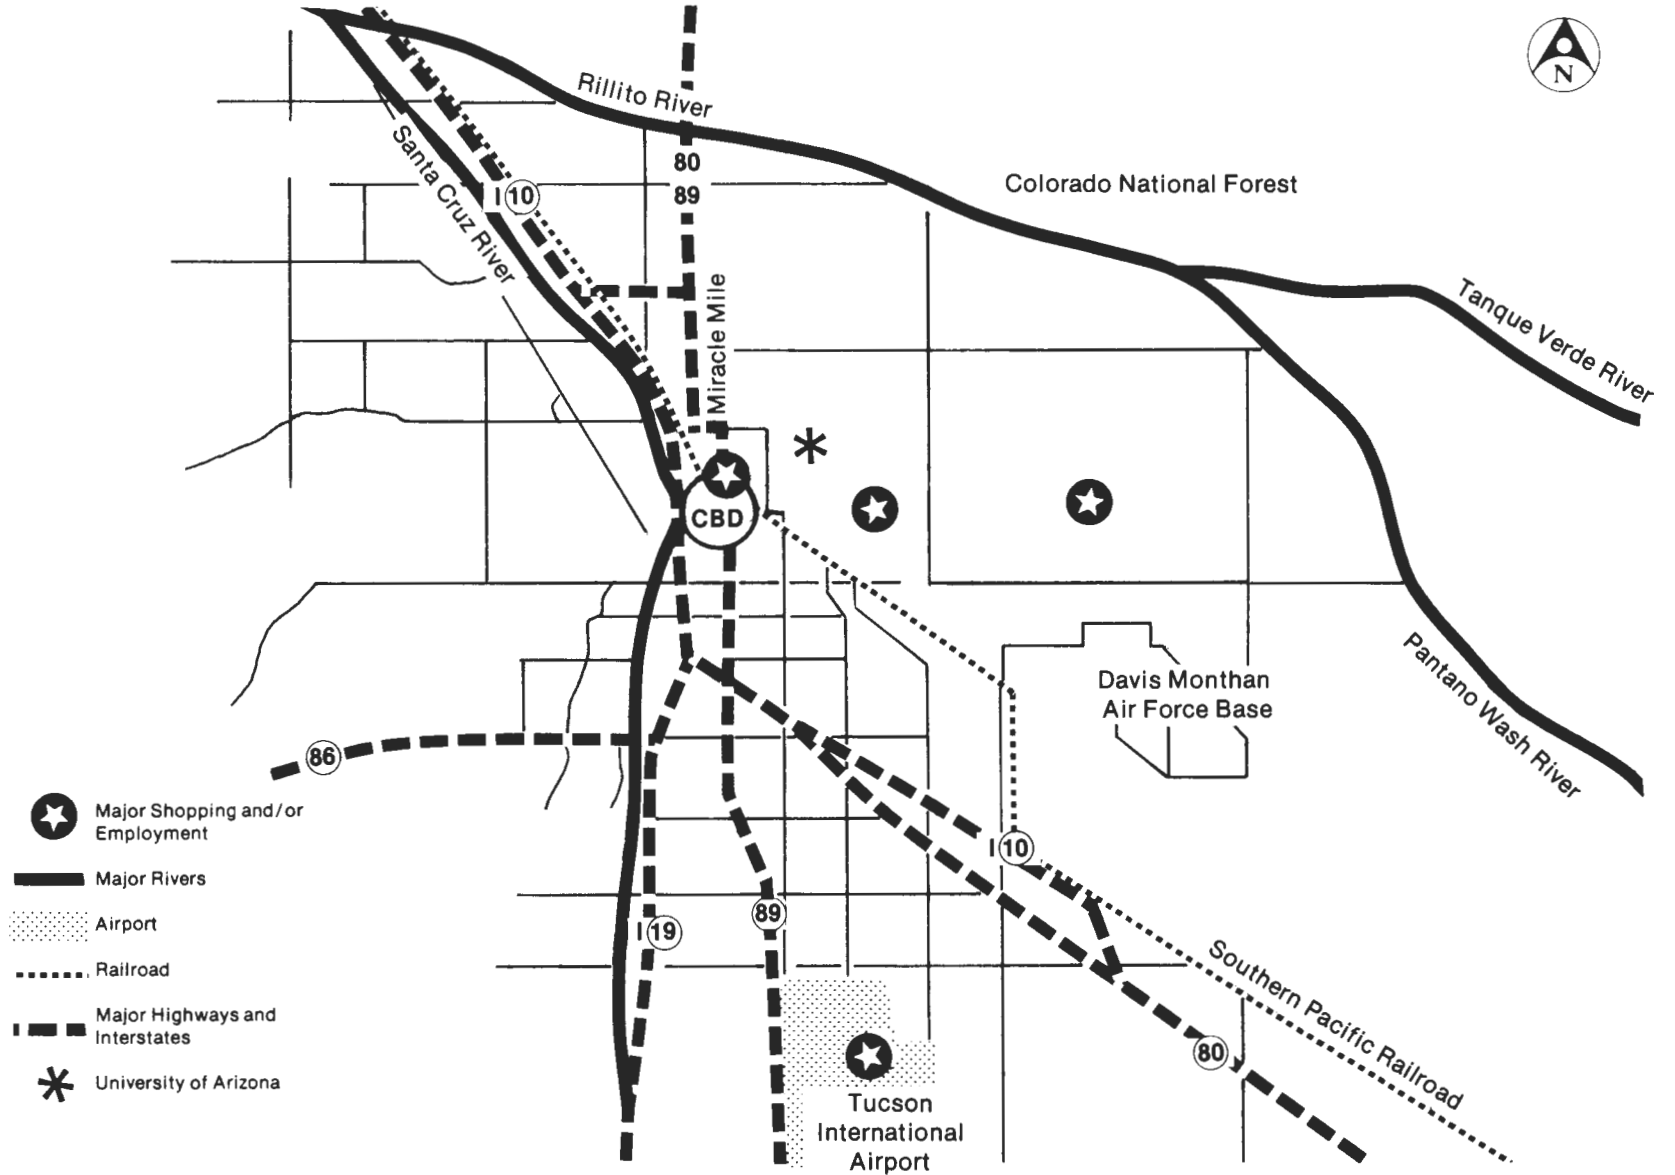 N
Rillito River
80
89
Colorado National Forest
Santa Cruz River
I 10
Miracle Mile
Tanque Verde River
CBD
Davis Monthan
Air Force Base
Pantano Wash River
86
I 10
I 19
89
80
Southern Pacific Railroad
Tucson
International
Airport
Major Shopping and/or
Employment
Major Rivers
Airport
Railroad
Major Highways and
Interstates
University of Arizona